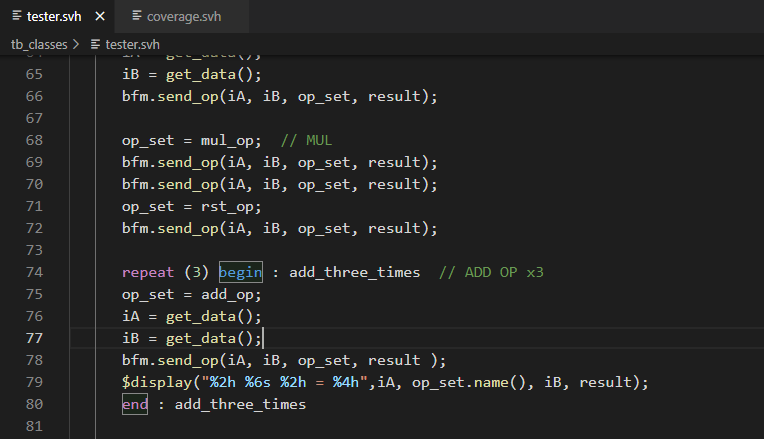 tester.svh
coverage.svh
tb_classes > tester.svh
64 iA = get_data();
65 iB = get_data();
66 bfm.send_op(iA, iB, op_set, result);
67
68 op_set = mul_op;  // MUL
69 bfm.send_op(iA, iB, op_set, result);
70 bfm.send_op(iA, iB, op_set, result);
71 op_set = rst_op;
72 bfm.send_op(iA, iB, op_set, result);
73
74 repeat (3) begin : add_three_times  // ADD OP x3
75 op_set = add_op;
76 iA = get_data();
77 iB = get_data();
78 bfm.send_op(iA, iB, op_set, result );
79 $display("%2h %6s %2h = %4h",iA, op_set.name(), iB, result);
80 end : add_three_times
81